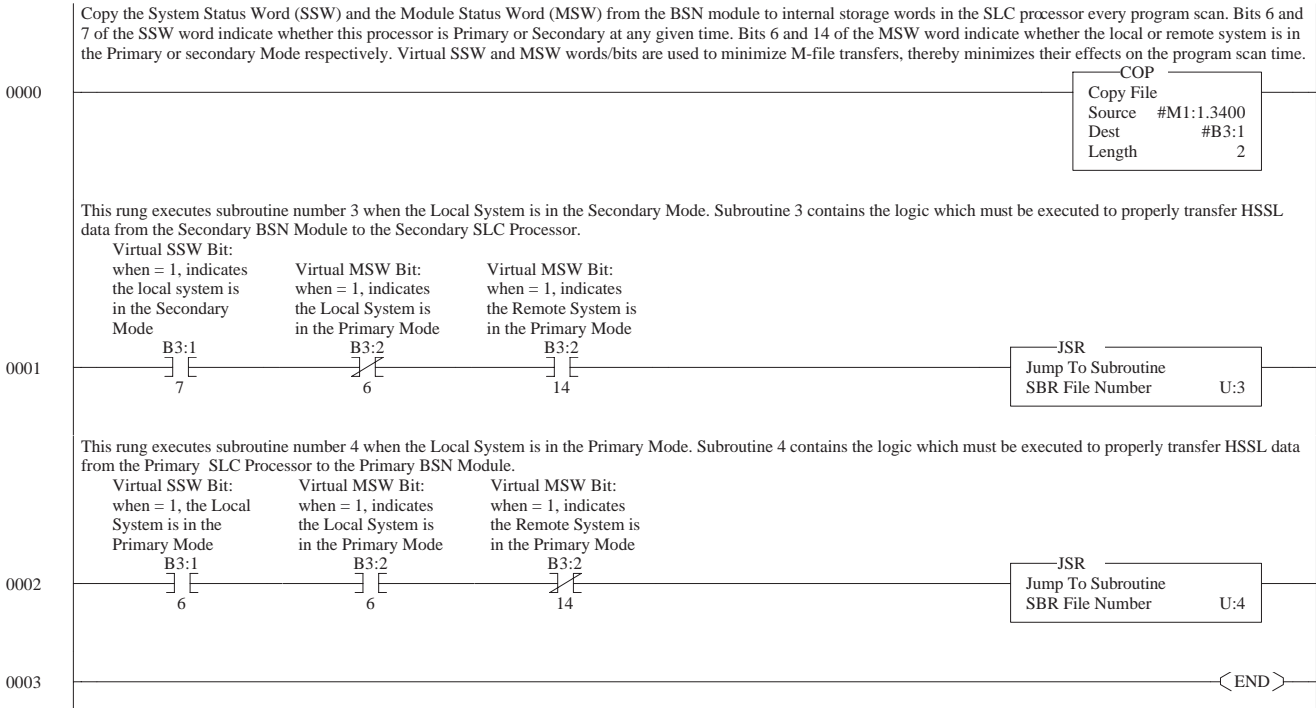 Copy the System Status Word (SSW) and the Module Status Word (MSW) from the BSN module to internal storage words in the SLC processor every program scan. Bits 6 and
7 of the SSW word indicate whether this processor is Primary or Secondary at any given time. Bits 6 and 14 of the MSW word indicate whether the local or remote system is in
the Primary or secondary Mode respectively. Virtual SSW and MSW words/bits are used to minimize M-file transfers, thereby minimizes their effects on the program scan time.
COP
0000
Copy File
Source #M1:1.3400
Dest #B3:1
Length 2
This rung executes subroutine number 3 when the Local System is in the Secondary Mode. Subroutine 3 contains the logic which must be executed to properly transfer HSSL
data from the Secondary BSN Module to the Secondary SLC Processor.
Virtual SSW Bit:
when = 1, indicates
the local system is
in the Secondary
Mode
Virtual MSW Bit:
when = 1, indicates
the Local System is
in the Primary Mode
Virtual MSW Bit:
when = 1, indicates
the Remote System is
in the Primary Mode
B3:1 B3:2 B3:2
JSR
0001
Jump To Subroutine
7 6 14
SBR File Number U:3
This rung executes subroutine number 4 when the Local System is in the Primary Mode. Subroutine 4 contains the logic which must be executed to properly transfer HSSL data
from the Primary SLC Processor to the Primary BSN Module.
Virtual SSW Bit:
when = 1, the Local
System is in the
Primary Mode
Virtual MSW Bit:
when = 1, indicates
the Local System is
in the Primary Mode
Virtual MSW Bit:
when = 1, indicates
the Remote System is
in the Primary Mode
B3:1 B3:2 B3:2
JSR
0002
Jump To Subroutine
6 6 14
SBR File Number U:4
0003
END